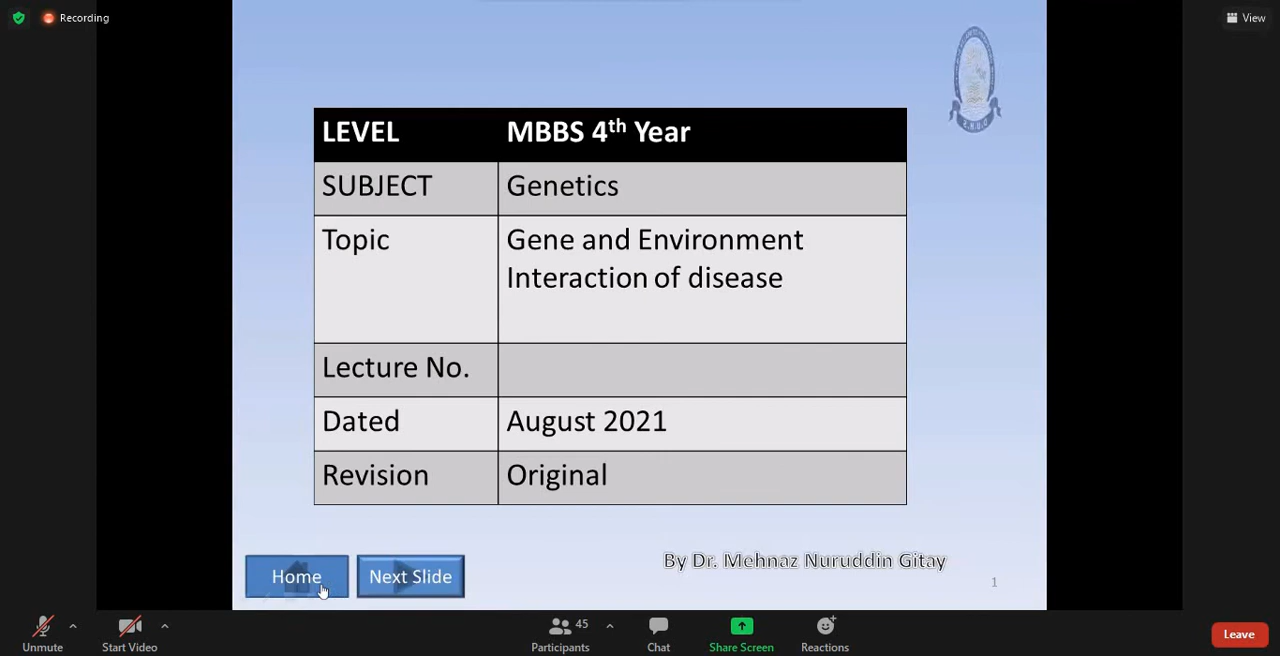 Recording
View
LEVEL MBBS 4th Year
SUBJECT Genetics
Topic Gene and Environment
Interaction of disease
Lecture No.
Dated August 2021
Revision Original
Home Next Slide
By Dr. Mehnaz Nuruddin Gitay
1
45
Unmute Start Video Participants Chat Share Screen Reactions Leave